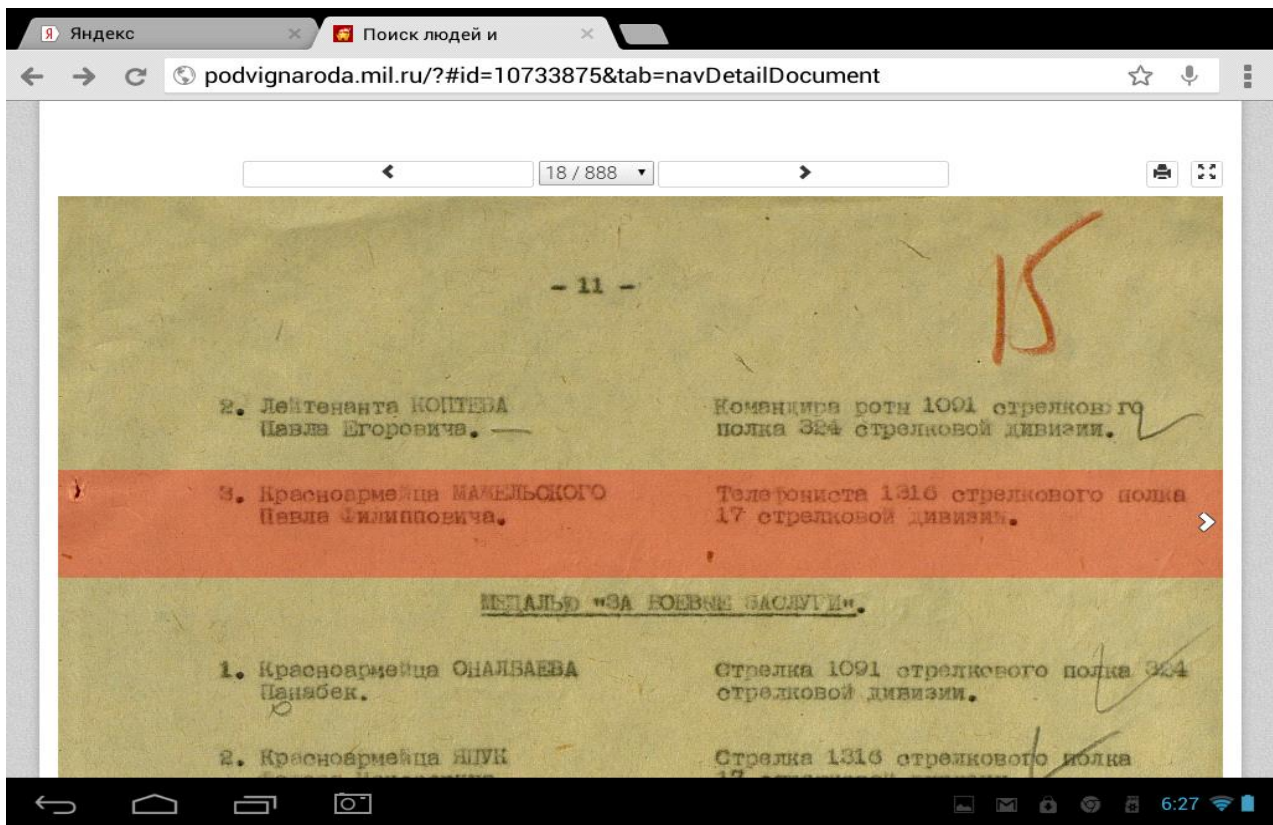 Яндекс
Поиск людей и
podvignaroda.mil.ru/?#id=10733875&tab=navDetailDocument
18 / 888
- 11 -
15
2. Лейтенанта КОПТЕВА
Павла Егоровича.
Командира роты 1091 стрелкового
полка 324 стрелковой дивизии.
3. Красноармейца
Павла Филипповича.
Телефониста 1316 стрелкового полка
17 стрелковой дивизии.
МЕДАЛЬЮ "ЗА БОЕВЫЕ ЗАСЛУГИ".
1. Красноармейца ОНАЛБАЕВА
Панабек.
Стрелка 1091 стрелкового полка 324
стрелковой дивизии.
2. Красноармейца ЯПУК
Стрелка 1316 стрелкового полка
17
6:27